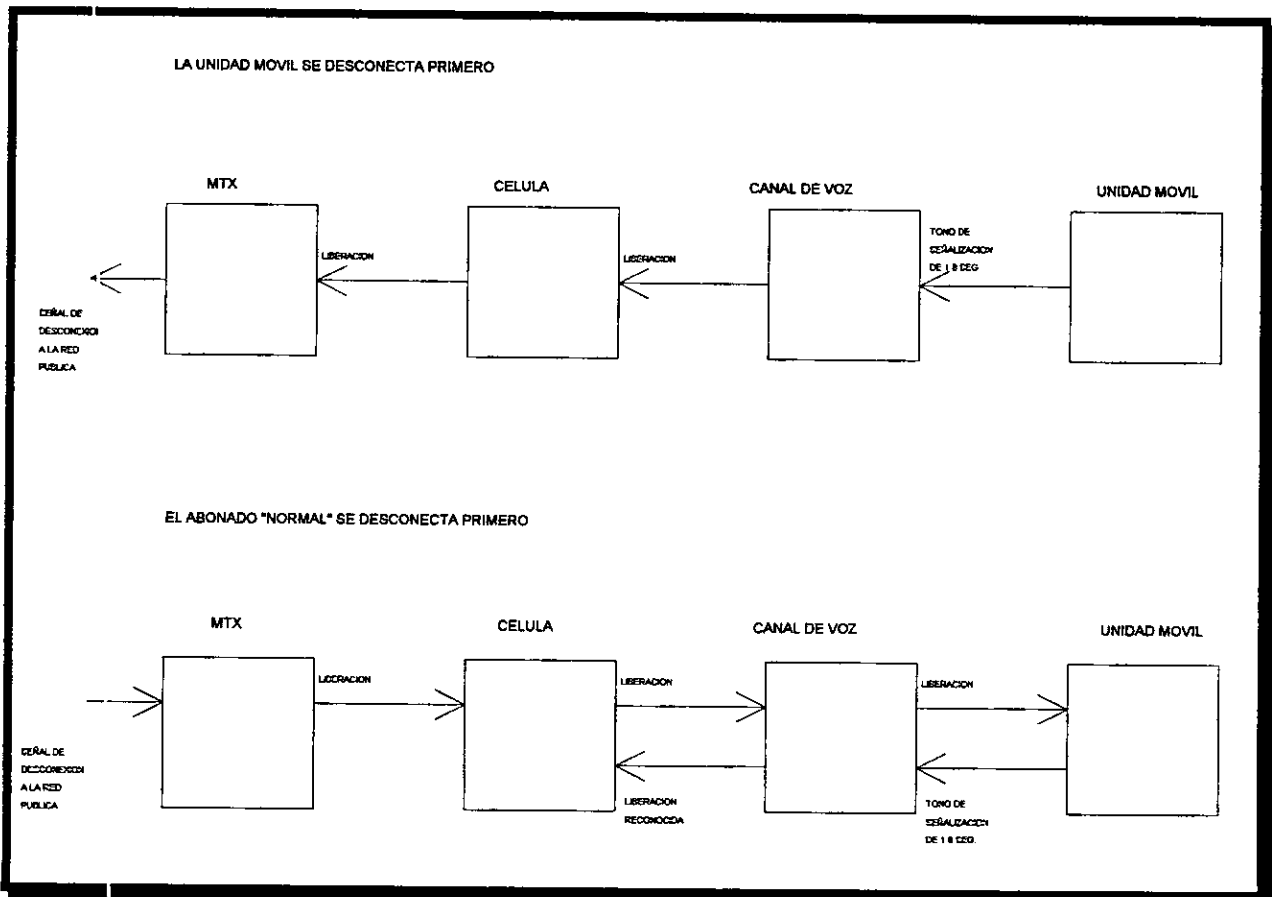 LA UNIDAD MOVIL SE DESCONECTA PRIMERO
MTX
CELULA
CANAL DE VOZ
UNIDAD MOVIL
LIBERACION
LIBERACION
TONO DE
SEÑALIZACION
DE 1 8 SEG
SEÑAL DE
DESCONEXION
A LA RED
PUBLICA
EL ABONADO "NORMAL" SE DESCONECTA PRIMERO
MTX
CELULA
CANAL DE VOZ
UNIDAD MOVIL
LIBERACION
LIBERACION
LIBERACION
SEÑAL DE
DESCONEXION
A LA RED
PUBLICA
LIBERACION
RECONOCIDA
TONO DE
SEÑALIZACION
DE 1 8 SEG.